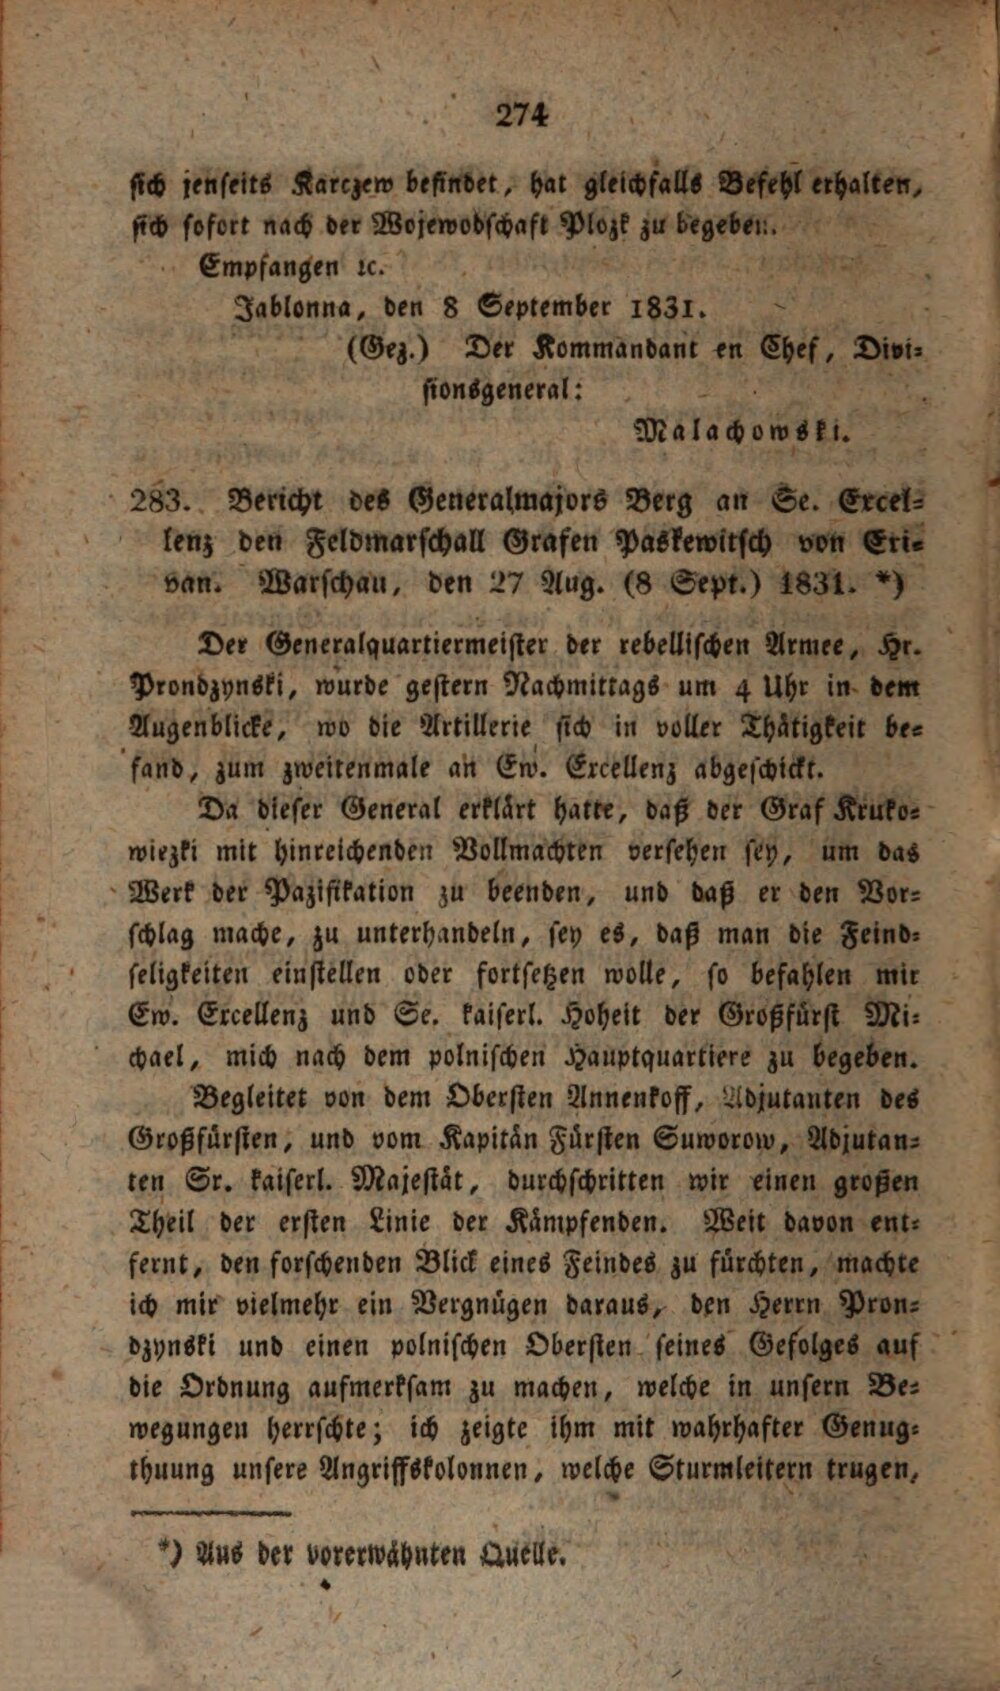 274
sich jenseits Karczew befindet, hat gleichfalls Befehl erhalten,
sich sofort nach der Wojewodschaft Plozk zu begeben.
Empfangen ꝛc.
Jablonna, den 8 September 1831.
(Gez.) Der Kommandant en Chef, Divi=
sionsgeneral:
Malachowski.
283. Bericht des Generalmajors Berg an Se. Excel=
lenz den Feldmarschall Grafen Paskewitsch von Eri=
van. Warschau, den 27 Aug. (8 Sept.) 1831. *)
Der Generalquartiermeister der rebellischen Armee, Hr.
Prondzynski, wurde gestern Nachmittags um 4 Uhr in dem
Augenblicke, wo die Artillerie sich in voller Thätigkeit be=
fand, zum zweitenmale an Ew. Excellenz abgeschickt.
Da dieser General erklärt hatte, daß der Graf Kruko=
wiezki mit hinreichenden Vollmachten versehen sey, um das
Werk der Pazifikation zu beenden, und daß er den Vor=
schlag mache, zu unterhandeln, sey es, daß man die Feind=
seligkeiten einstellen oder fortsetzen wolle, so befahlen mir
Ew. Excellenz und Se. kaiserl. Hoheit der Großfürst Mi=
chael, mich nach dem polnischen Hauptquartiere zu begeben.
Begleitet von dem Obersten Annenkoff, Adjutanten des
Großfürsten, und vom Kapitän Fürsten Suworow, Adjutan=
ten Sr. kaiserl. Majestät, durchschritten wir einen großen
Theil der ersten Linie der Kämpfenden. Weit davon ent=
fernt, den forschenden Blick eines Feindes zu fürchten, machte
ich mir vielmehr ein Vergnügen daraus, den Herrn Pron=
dzynski und einen polnischen Obersten seines Gefolges auf
die Ordnung aufmerksam zu machen, welche in unsern Be=
wegungen herrschte; ich zeigte ihm mit wahrhafter Genug=
thuung unsere Angriffskolonnen, welche Sturmleitern trugen,
*) Aus der vorerwähnten Quelle.